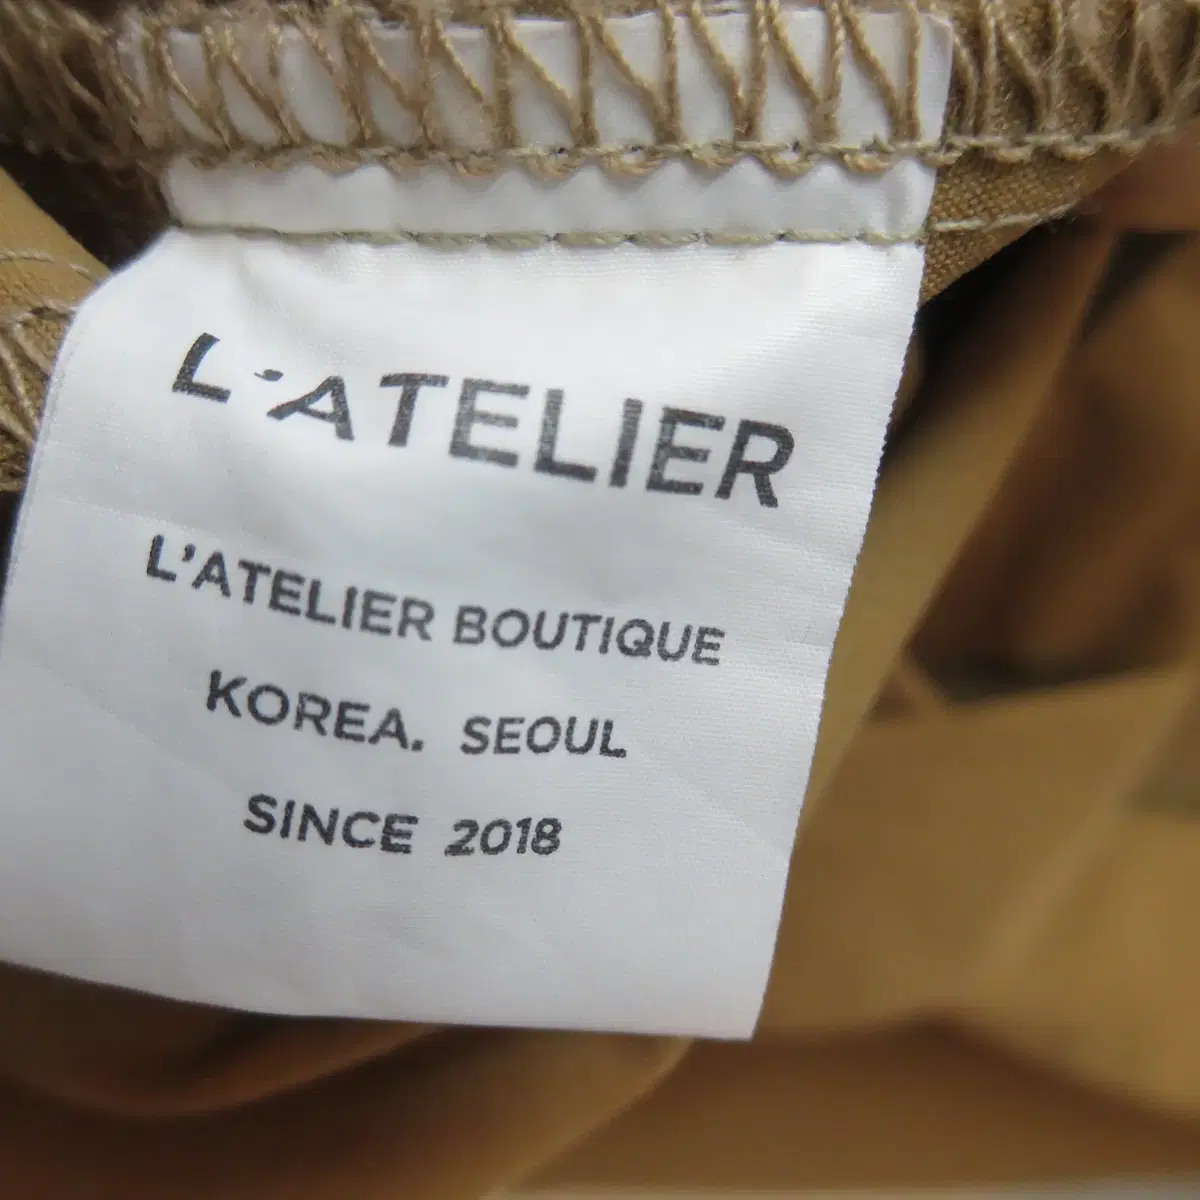 L'ATELIER
L'ATELIER BOUTIQUE
KOREA. SEOUL
SINCE 2018